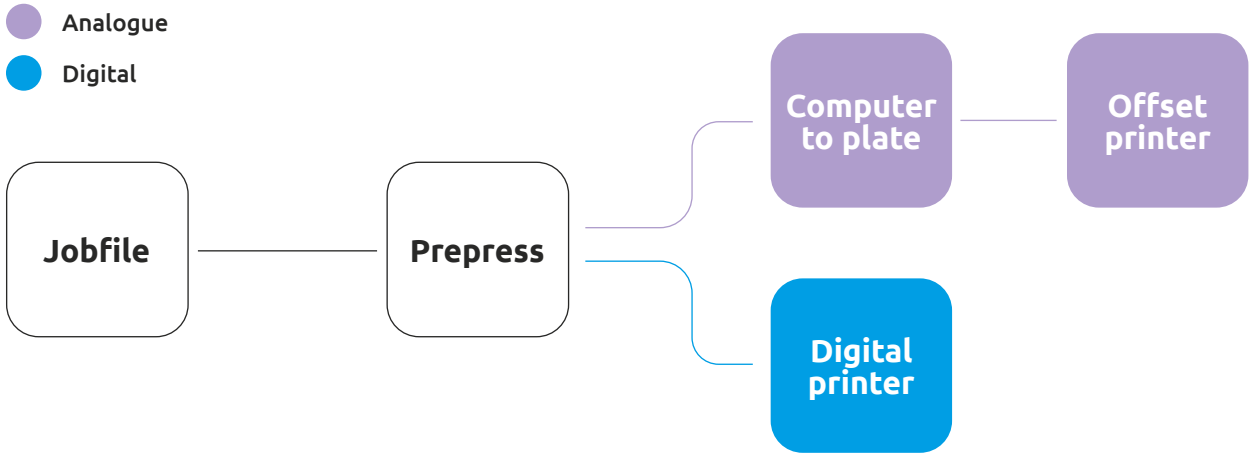 Analogue
Digital
Jobfile
Prepress
Computer
to plate
Offset
printer
Digital
printer